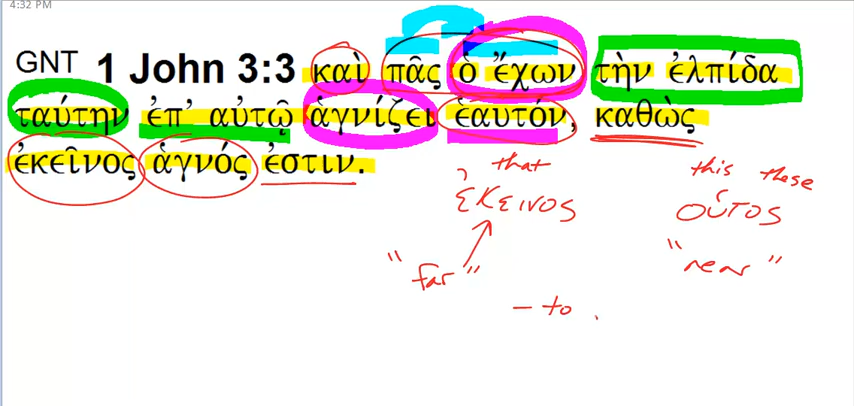 4:32 PM
GNT 1 John 3:3 καὶ πᾶς ὁ ἔχων τὴν ἐλπίδα
ταύτην ἐπ’ αὐτῷ ἁγνίζει ἑαυτόν, καθὼς
ἐκεῖνος ἁγνός ἐστιν.
that this these
ἐκεινος οὗτος
"far" "near"
– to